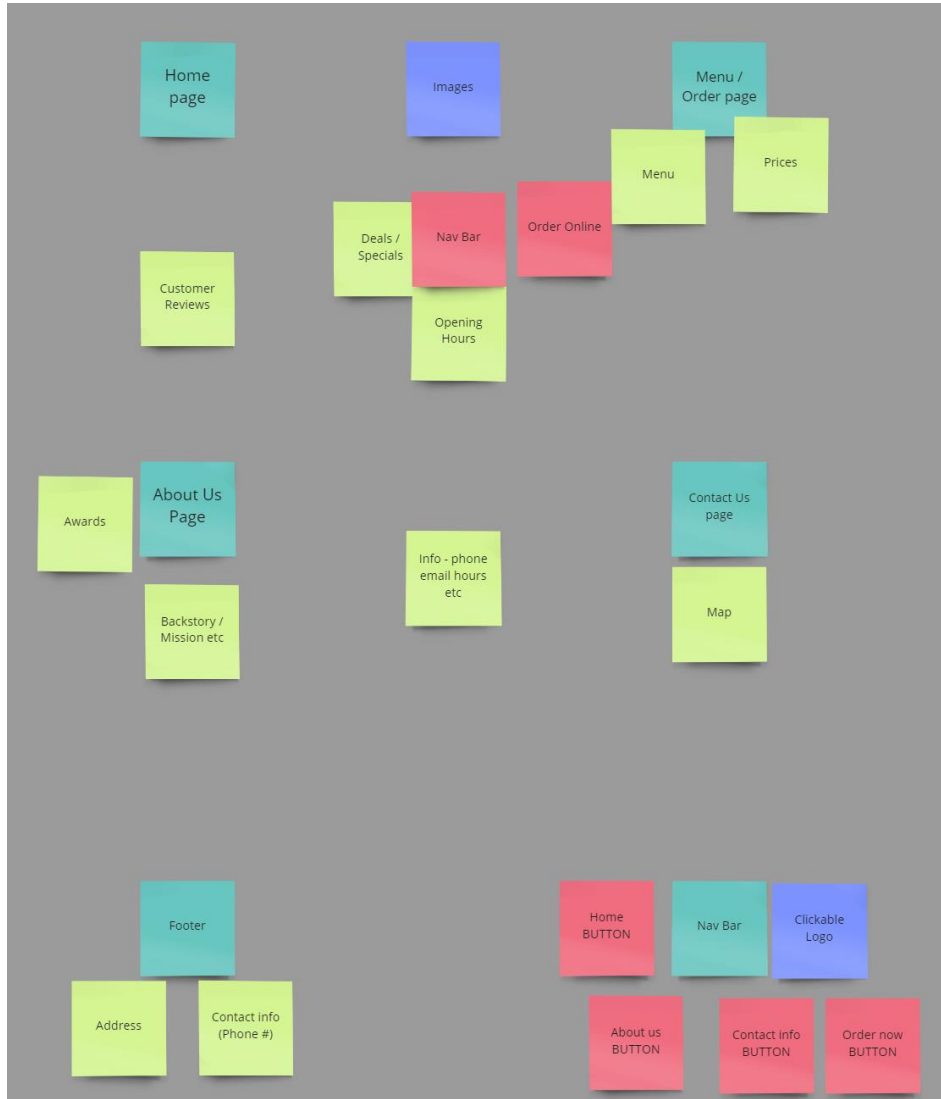 Home
page
Images
Menu /
Order page
Menu
Prices
Deals /
Specials
Nav Bar
Order Online
Customer
Reviews
Opening
Hours
Awards
About Us
Page
Contact Us
page
Info - phone
email hours
etc
Backstory /
Mission etc
Map
Footer
Home
BUTTON
Nav Bar
Clickable
Logo
Address
Contact info
(Phone #)
About us
BUTTON
Contact info
BUTTON
Order now
BUTTON